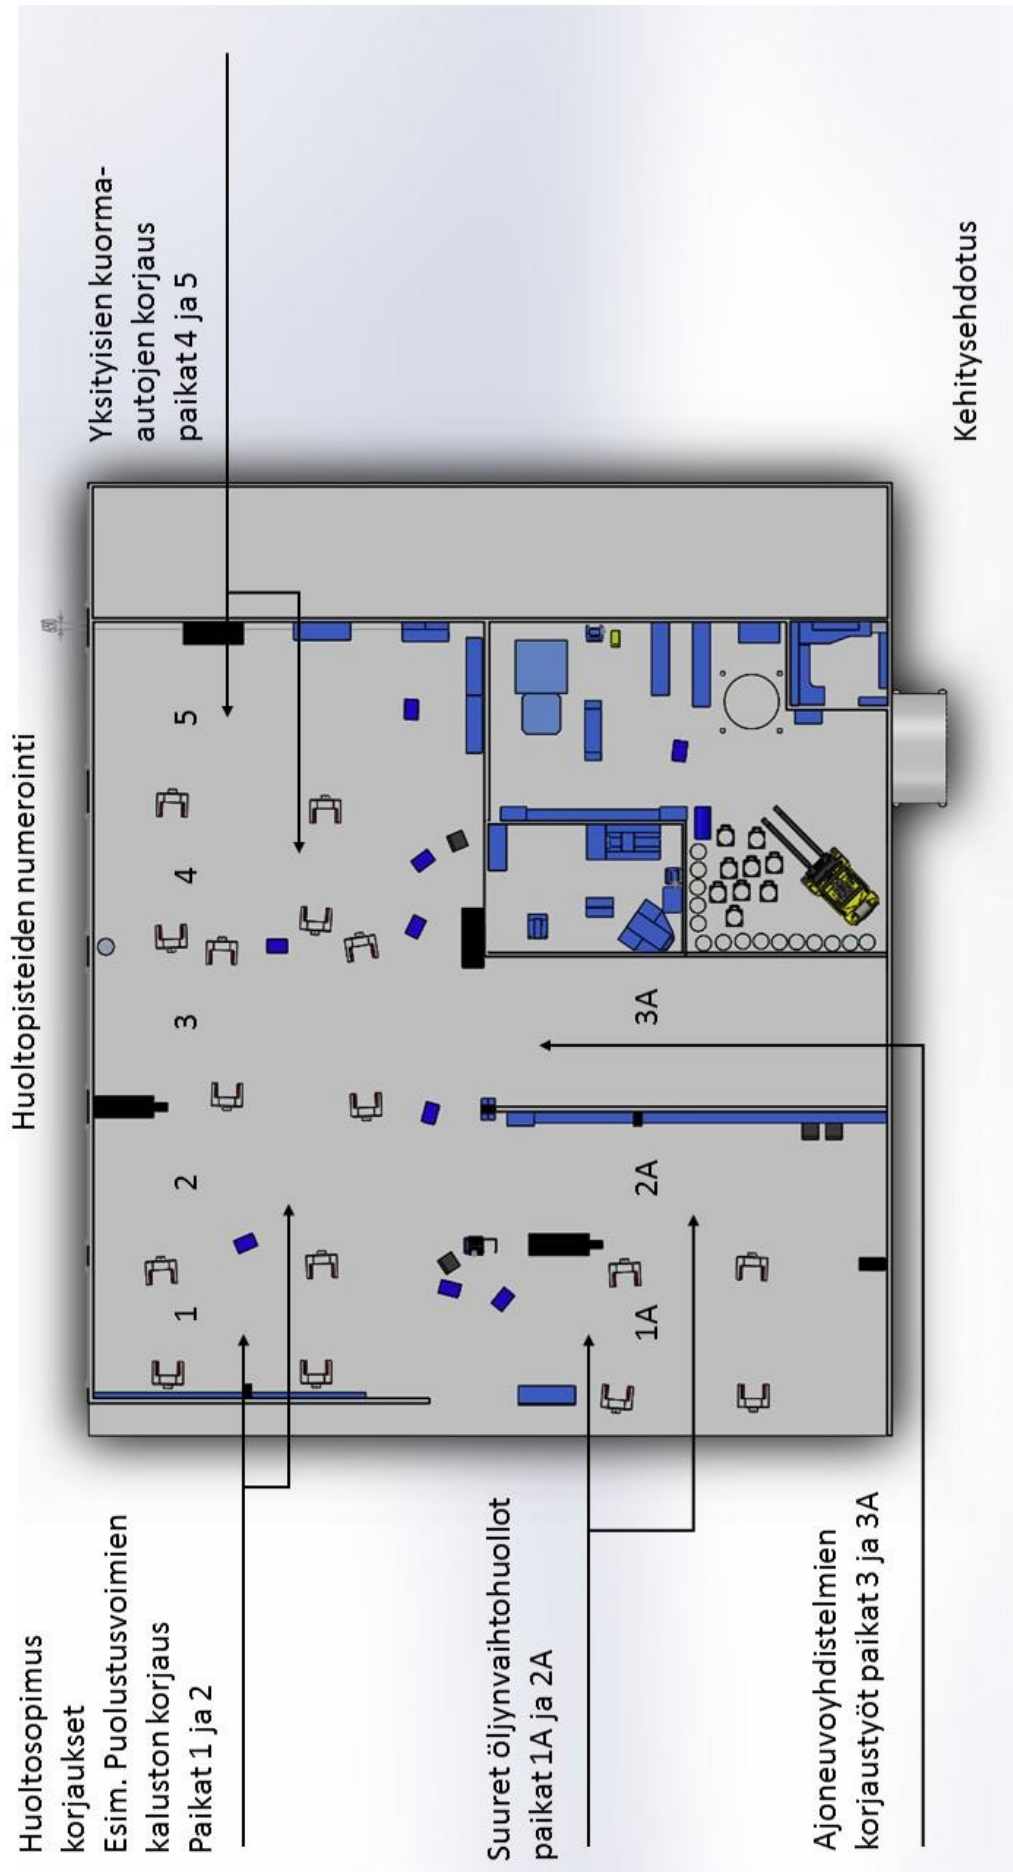 Huoltopisteiden numerointi
Huoltosopimus
korjaukset
Esim. Puolustusvoimien
kaluston korjaus
Paikat 1 ja 2
Yksityisien kuorma-
autojen korjaus
paikat 4 ja 5
1
2
3
4
5
Suuret öljynvaihtohuollot
paikat 1A ja 2A
1A
2A
3A
Ajoneuvoyhdistelmien
korjaustyöt paikat 3 ja 3A
Kehitysehdotus